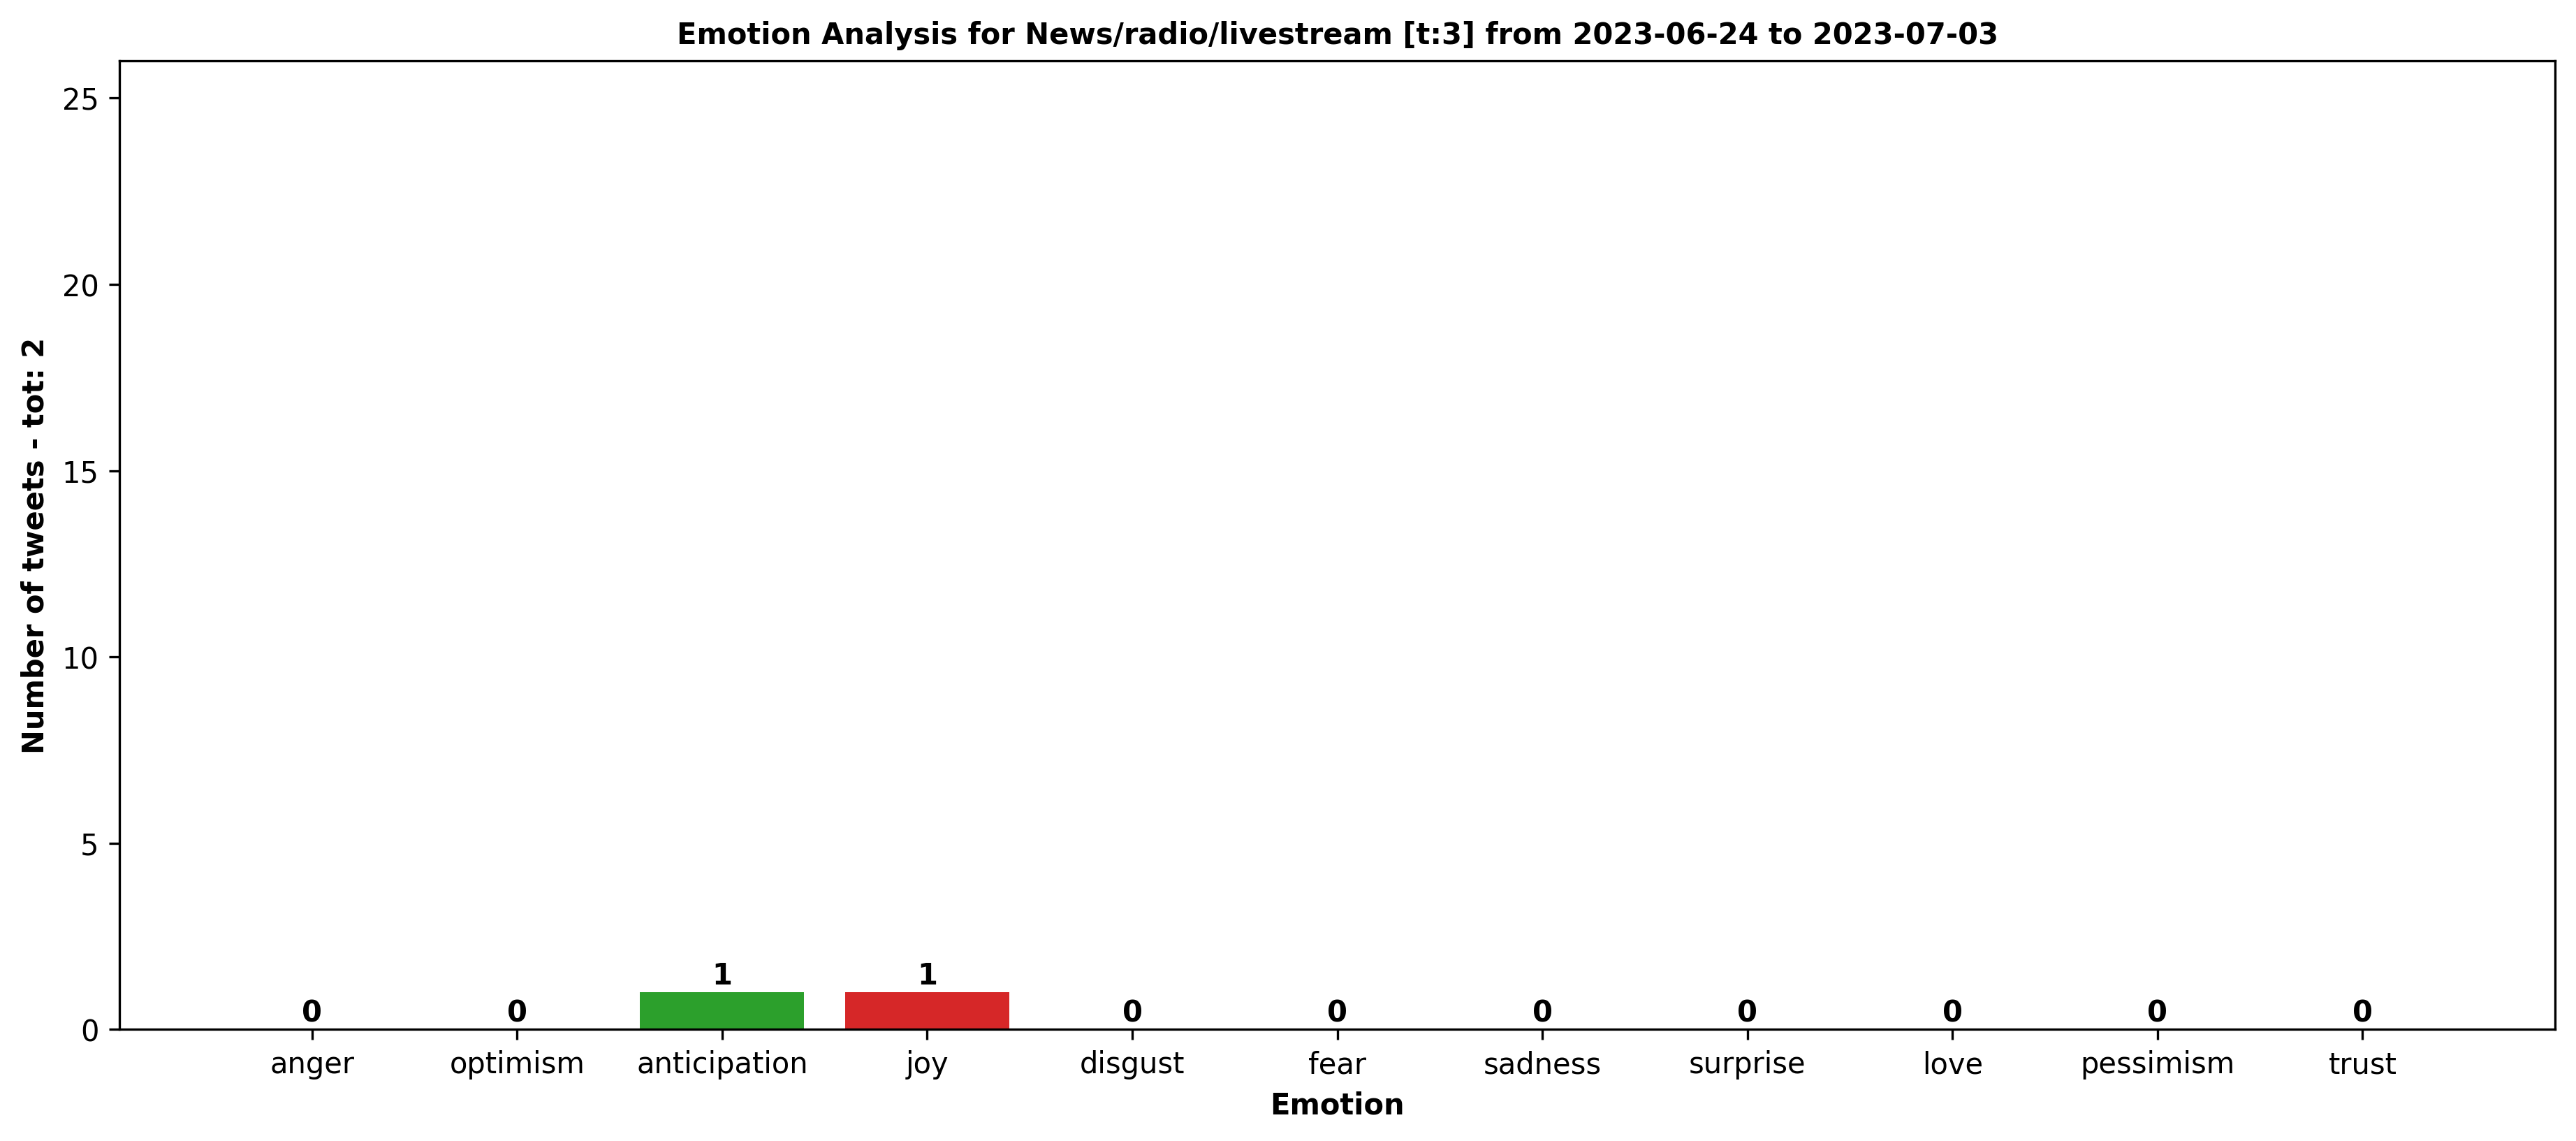 Emotion Analysis for News/radio/livestream [t:3] from 2023-06-24 to 2023-07-03
Number of tweets - tot: 2
25
20
15
10
5
0
0 0 1 1 0 0 0 0 0 0 0
anger optimism anticipation joy disgust fear sadness surprise love pessimism trust
Emotion